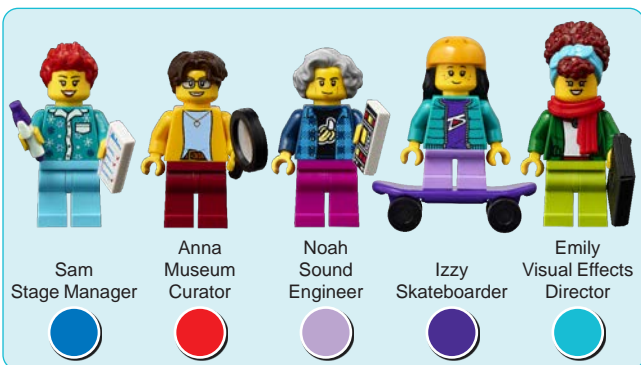 Sam
Stage Manager
Anna
Museum
Curator
Noah
Sound
Engineer
Izzy
Skateboarder
Emily
Visual Effects
Director